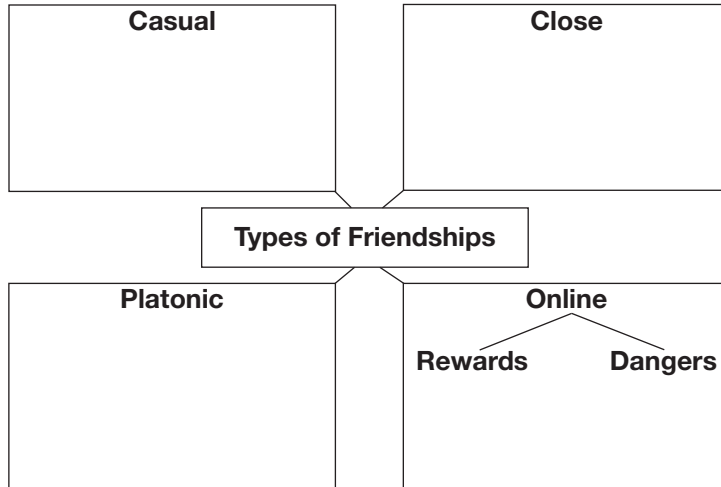 Casual
Close
Types of Friendships
Platonic
Online
Rewards
Dangers